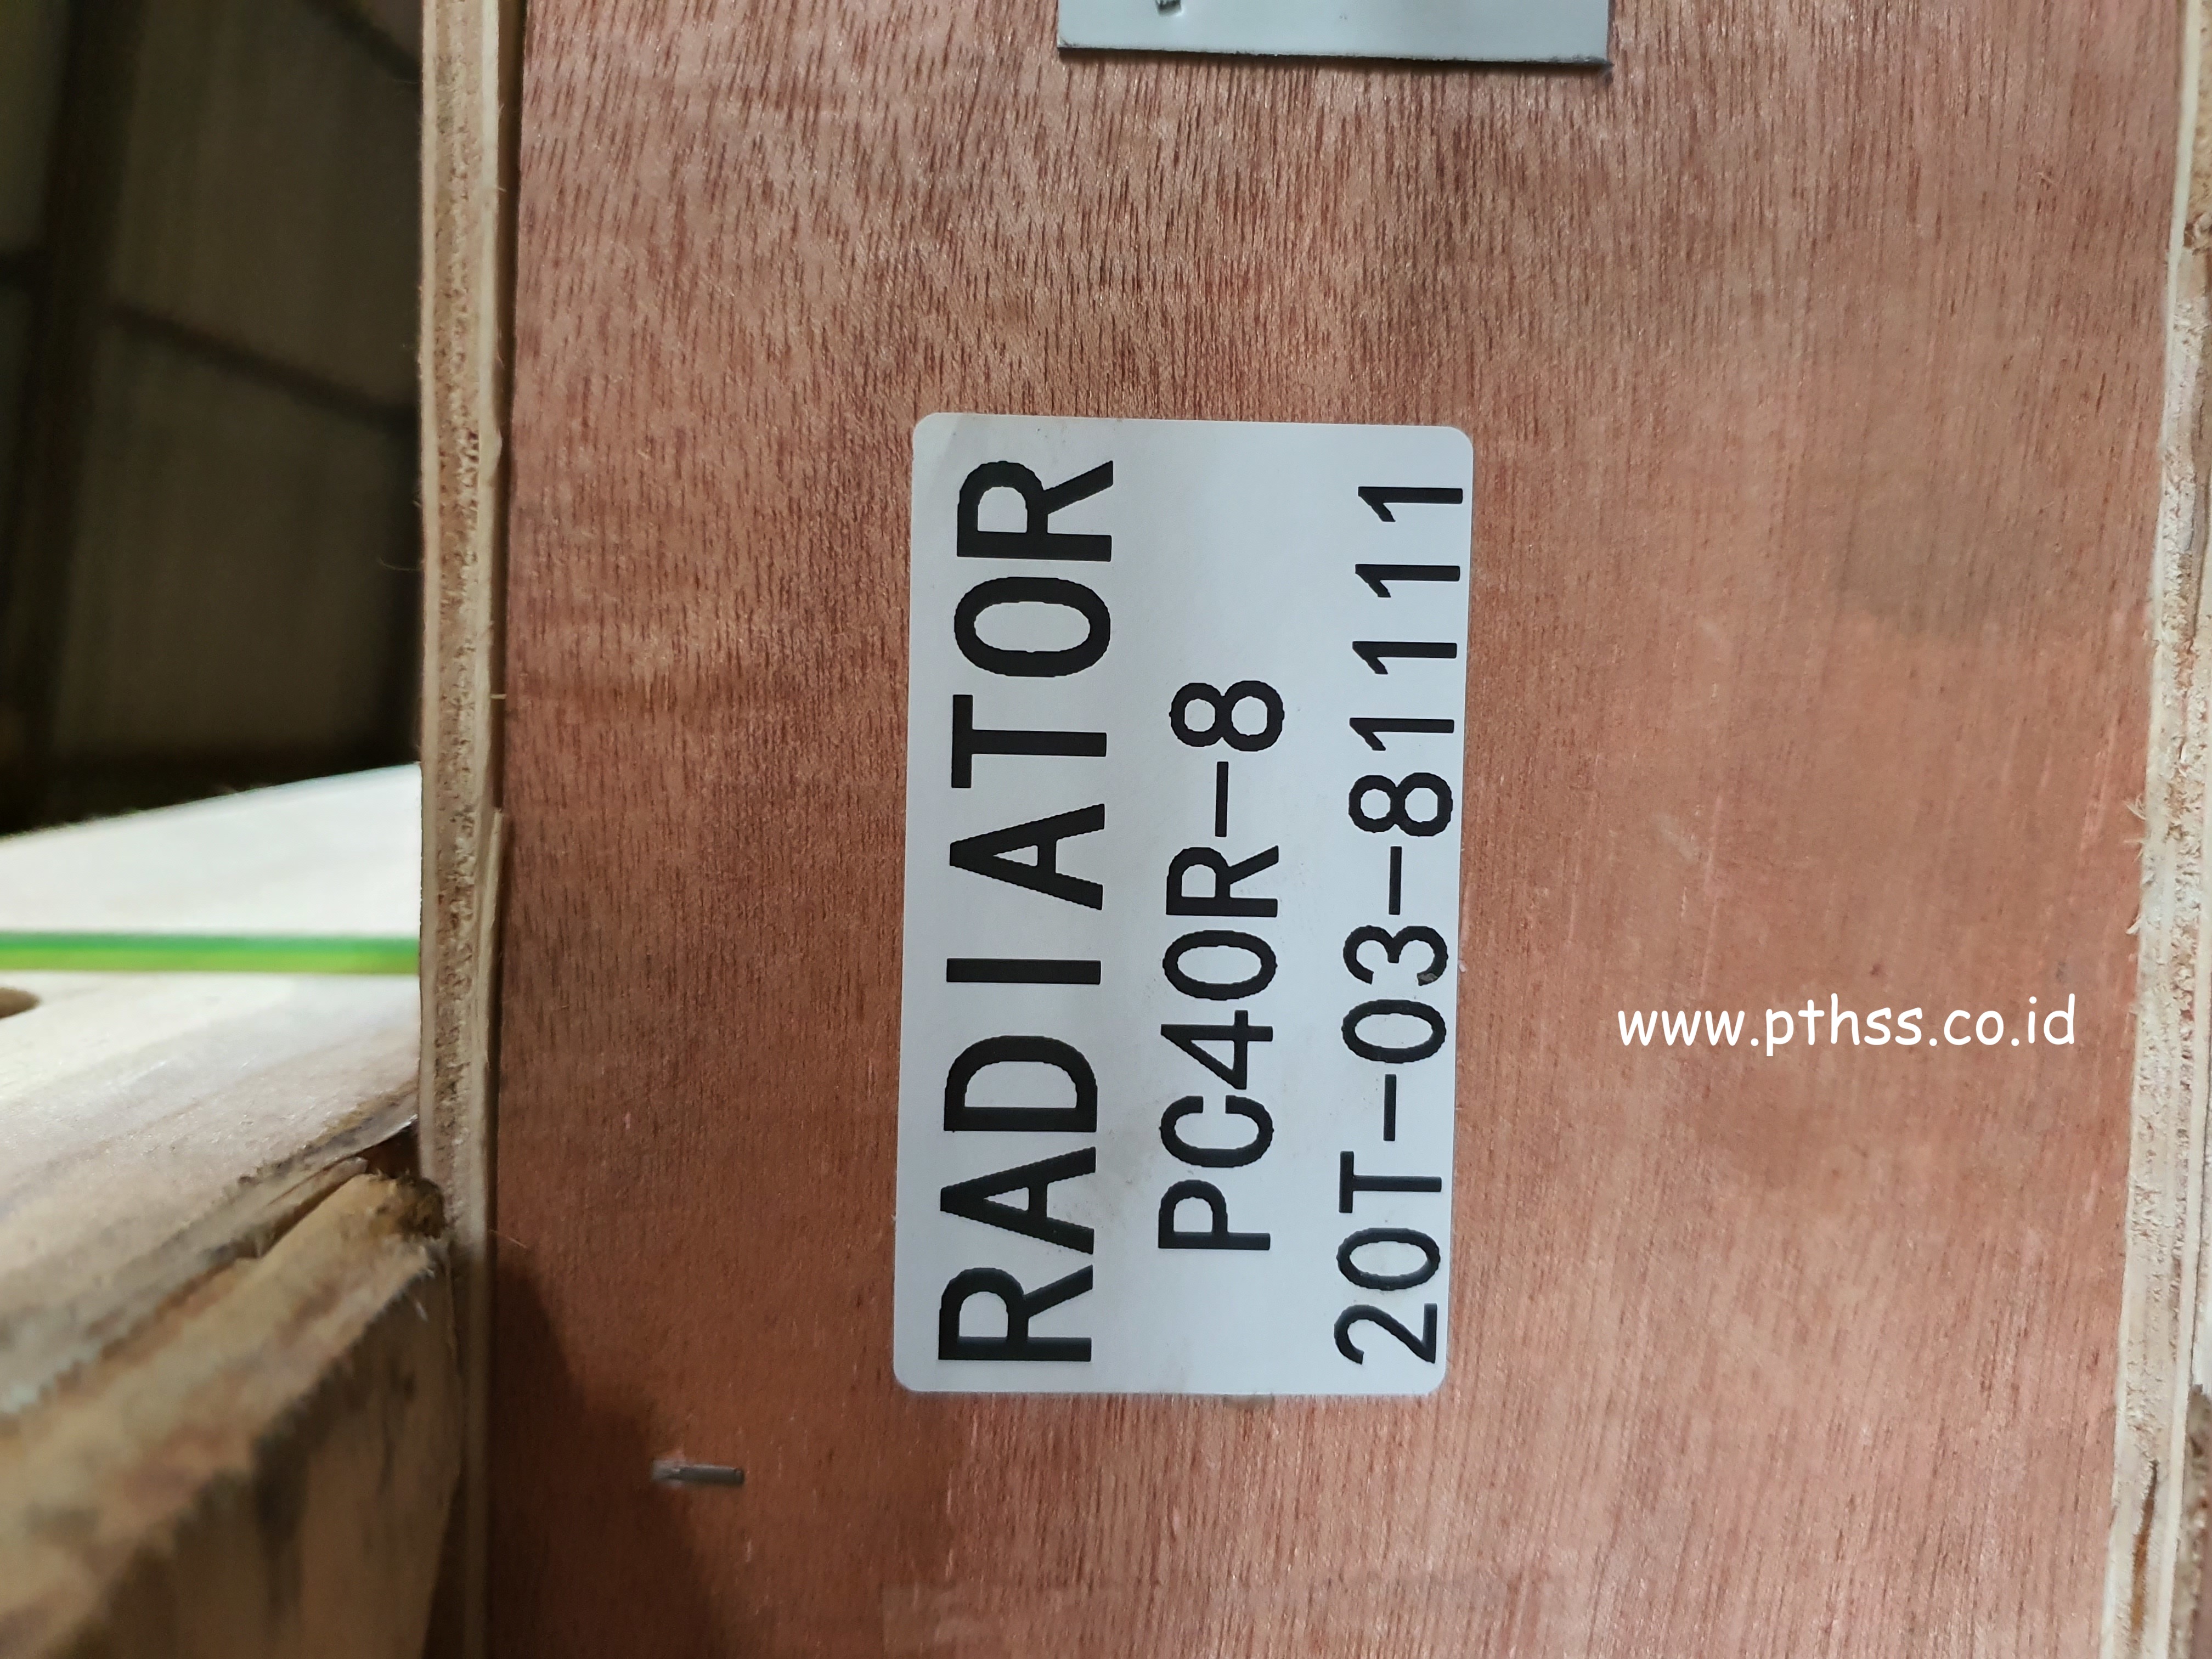 RADIATOR
PC40R-8
20T-03-81111
www.pthss.co.id